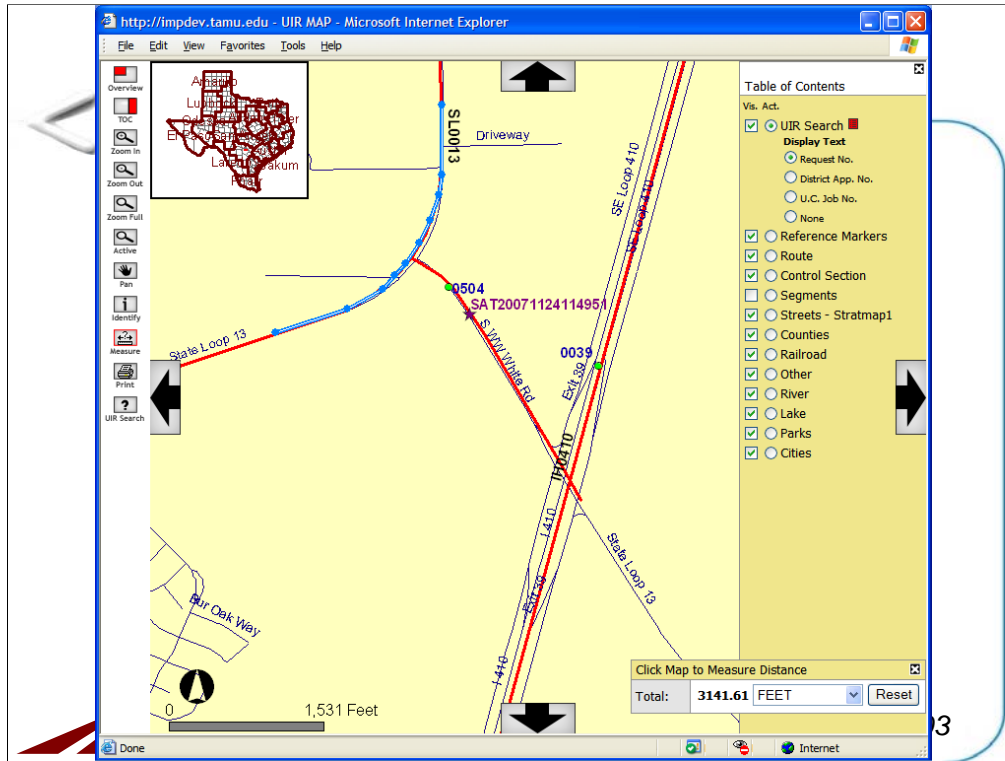 http://impdev.tamu.edu - UIR MAP - Microsoft Internet Explorer
File Edit View Favorites Tools Help
Overview
TOC
Zoom In
Zoom Out
Zoom Full
Active
Pan
Identify
Measure
Print
UIR Search
SL0013
Driveway
SE Loop 410
SE Loop 410
0504
SAT20071124114951
S WW White Rd
State Loop 13
0039
Exit 39
IH0410
I 410
Exit 39
State Loop 13
I 410
Bur Oak Way
0
1,531 Feet
Table of Contents
Vis. Act.
UIR Search
Display Text
Request No.
District App. No.
U.C. Job No.
None
Reference Markers
Route
Control Section
Segments
Streets - Stratmap1
Counties
Railroad
Other
River
Lake
Parks
Cities
Click Map to Measure Distance
Total: 3141.61 FEET Reset
Done
Internet